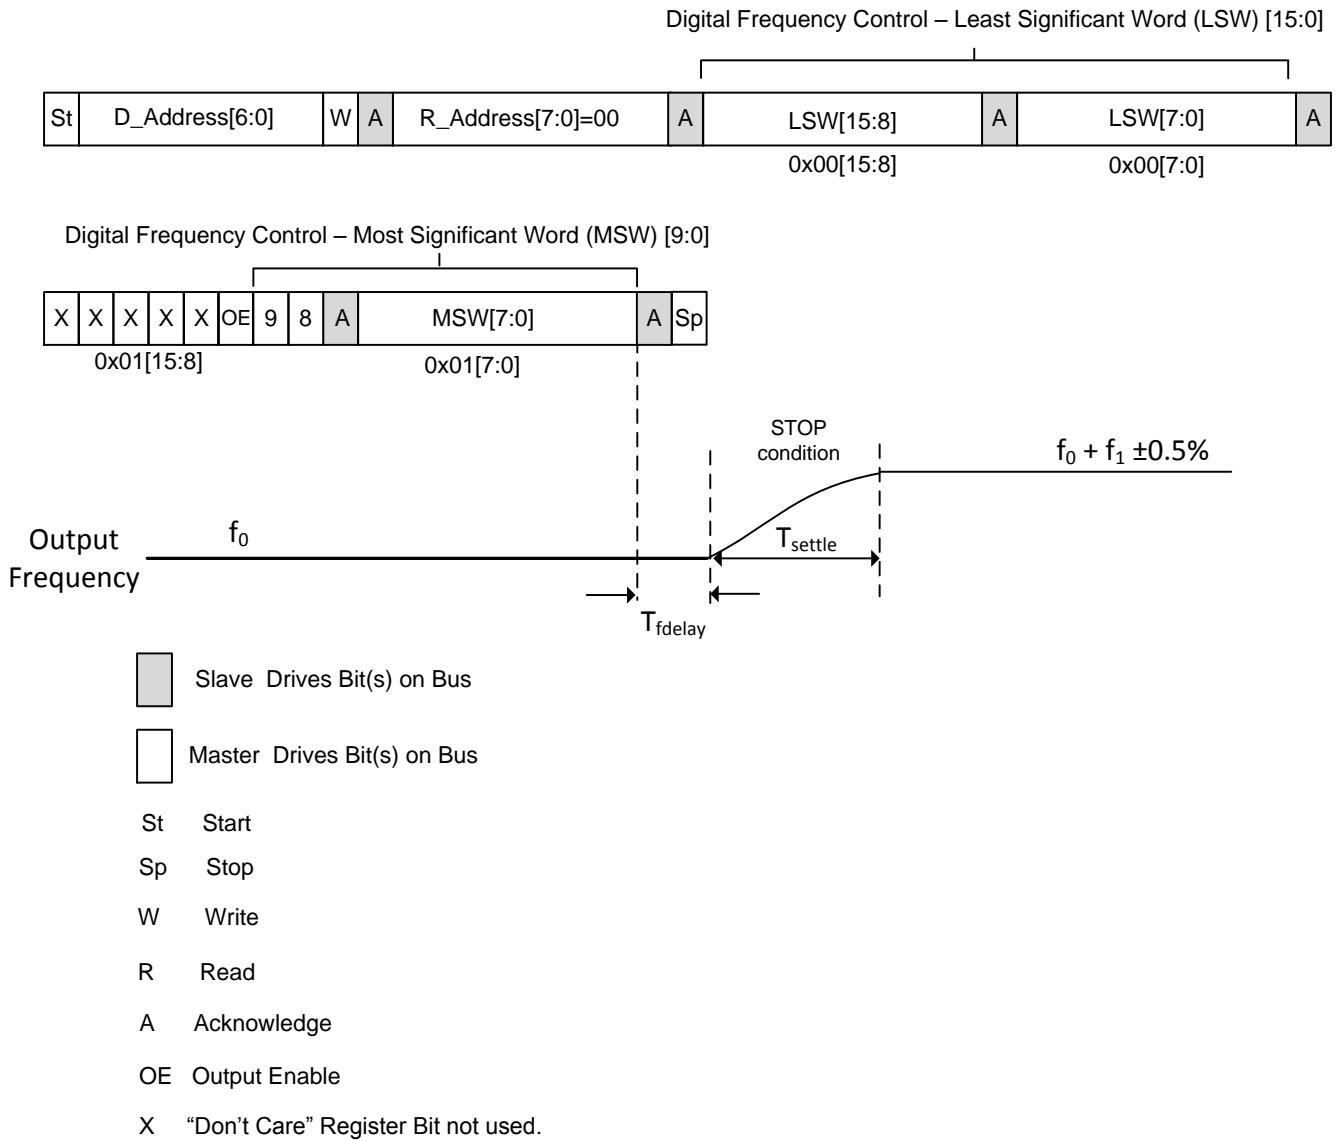 Digital Frequency Control – Least Significant Word (LSW) [15:0]
St D_Address[6:0] W A R_Address[7:0]=00 A LSW[15:8] A LSW[7:0] A
0x00[15:8] 0x00[7:0]
Digital Frequency Control – Most Significant Word (MSW) [9:0]
X X X X X OE 9 8 A MSW[7:0] A Sp
0x01[15:8] 0x01[7:0]
STOP
condition
f0 + f1 ±0.5%
f0
Output
Frequency
Tsettle
Tfdelay
Slave Drives Bit(s) on Bus
Master Drives Bit(s) on Bus
St Start
Sp Stop
W Write
R Read
A Acknowledge
OE Output Enable
X “Don’t Care” Register Bit not used.